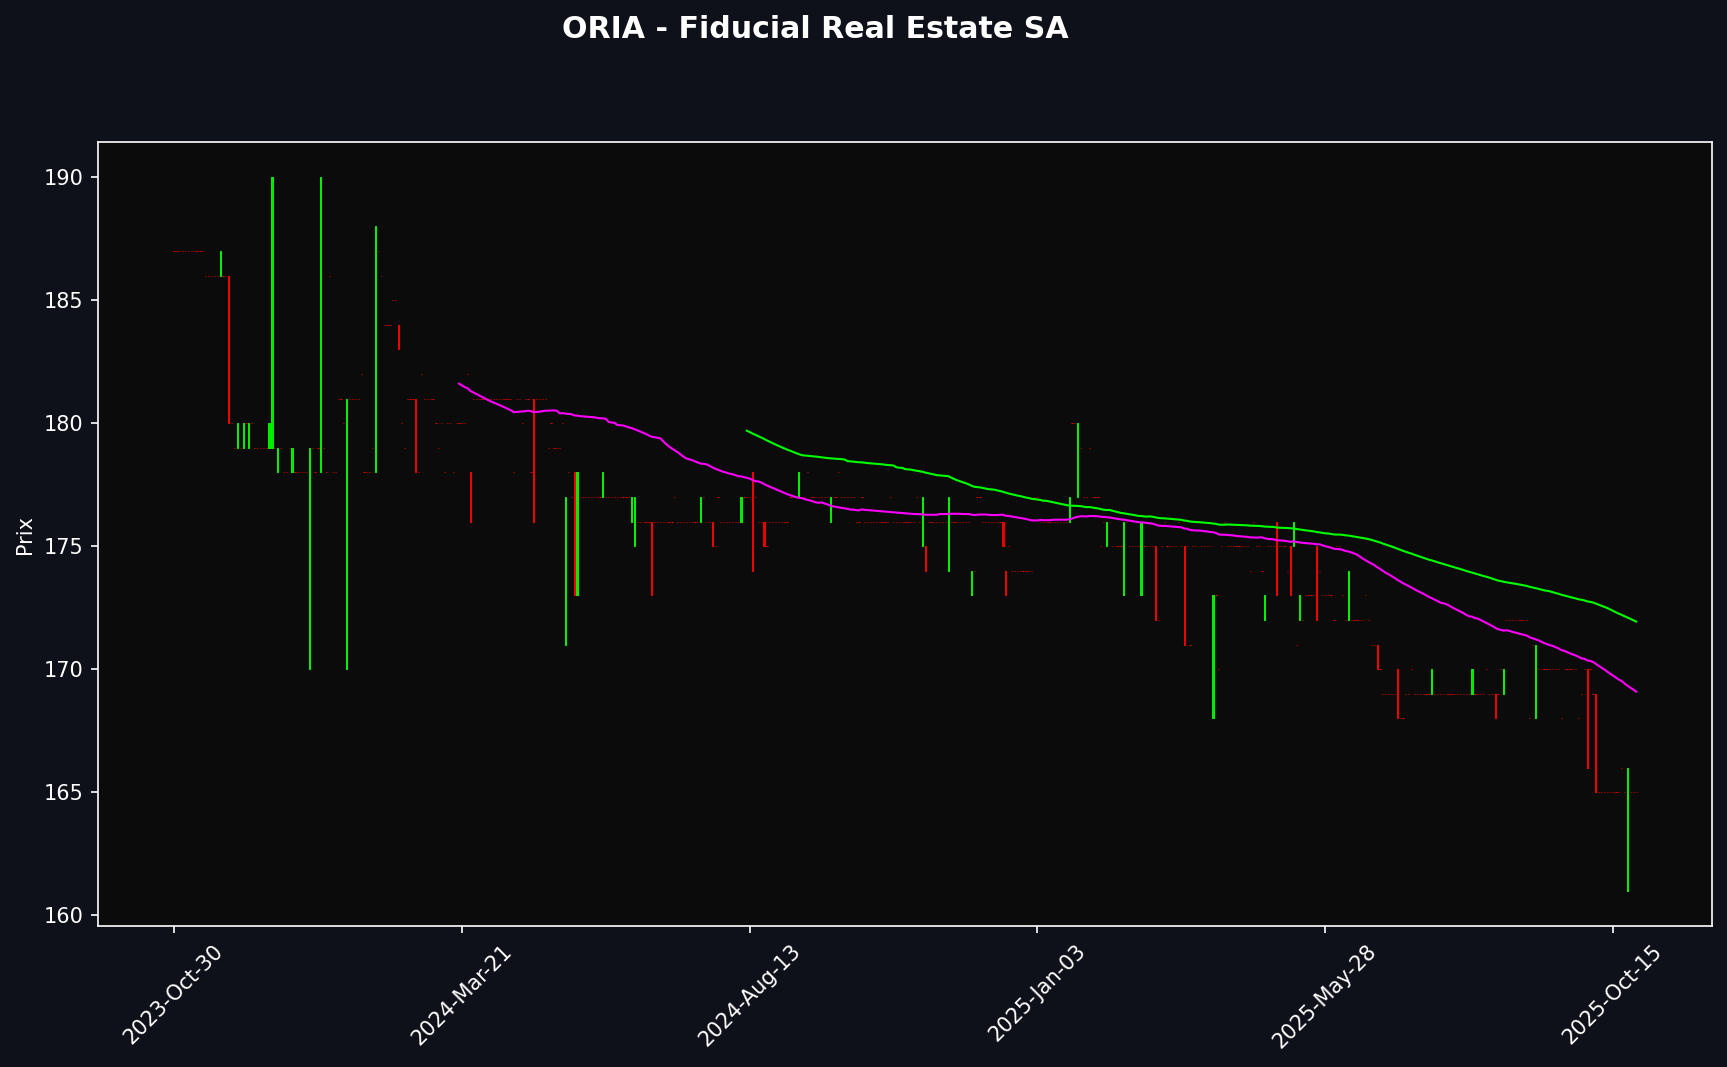 ORIA - Fiducial Real Estate SA
Prix
190
185
180
175
170
165
160
2023-Oct-30
2024-Mar-21
2024-Aug-13
2025-Jan-03
2025-May-28
2025-Oct-15